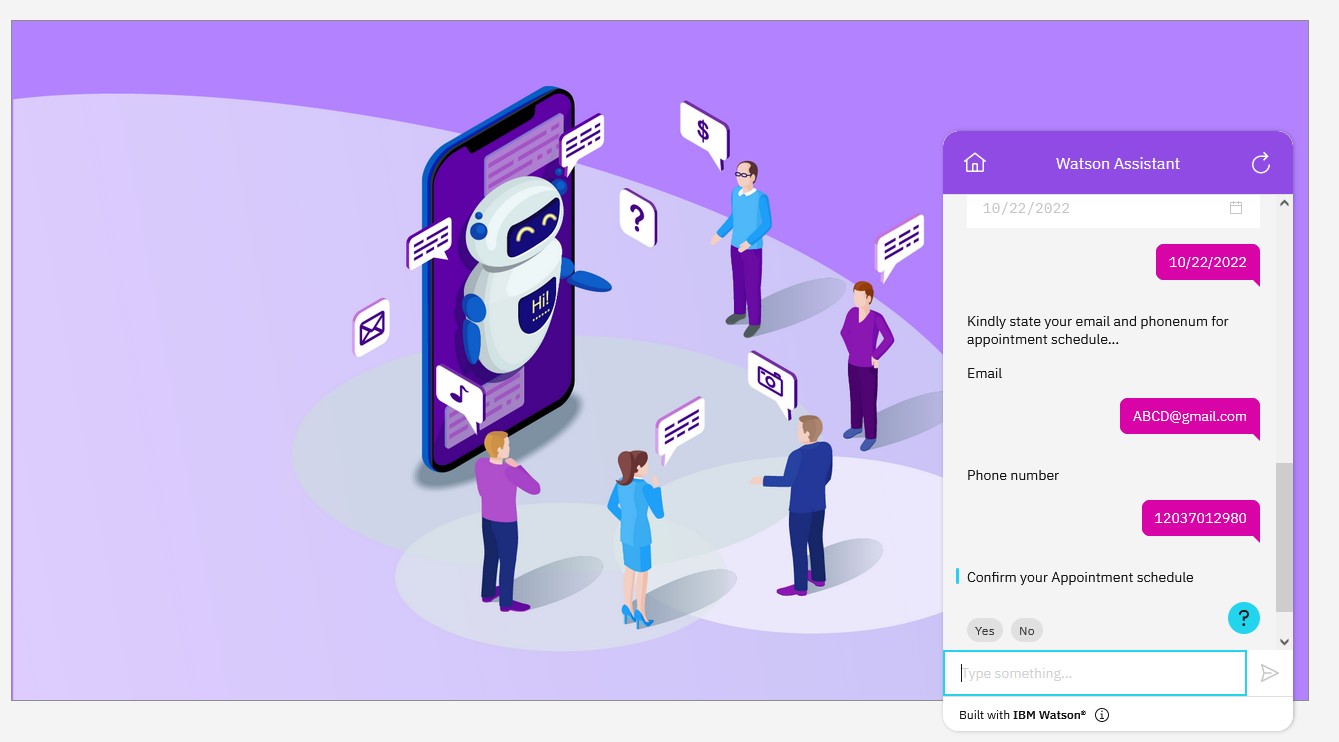 $
?
Hi!
Watson Assistant
10/22/2022
10/22/2022
Kindly state your email and phonenum for
appointment schedule...
Email
ABCD@gmail.com
Phone number
12037012980
Confirm your Appointment schedule
?
Yes No
Type something...
Built with IBM Watson®